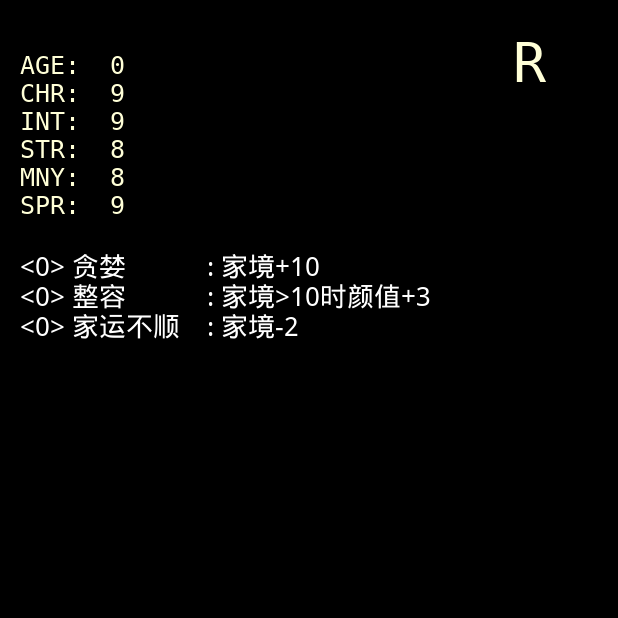 R
AGE: 0
CHR: 9
INT: 9
STR: 8
MNY: 8
SPR: 9
<0> 贪婪 : 家境+10
<0> 整容 : 家境>10时颜值+3
<0> 家运不顺 : 家境-2